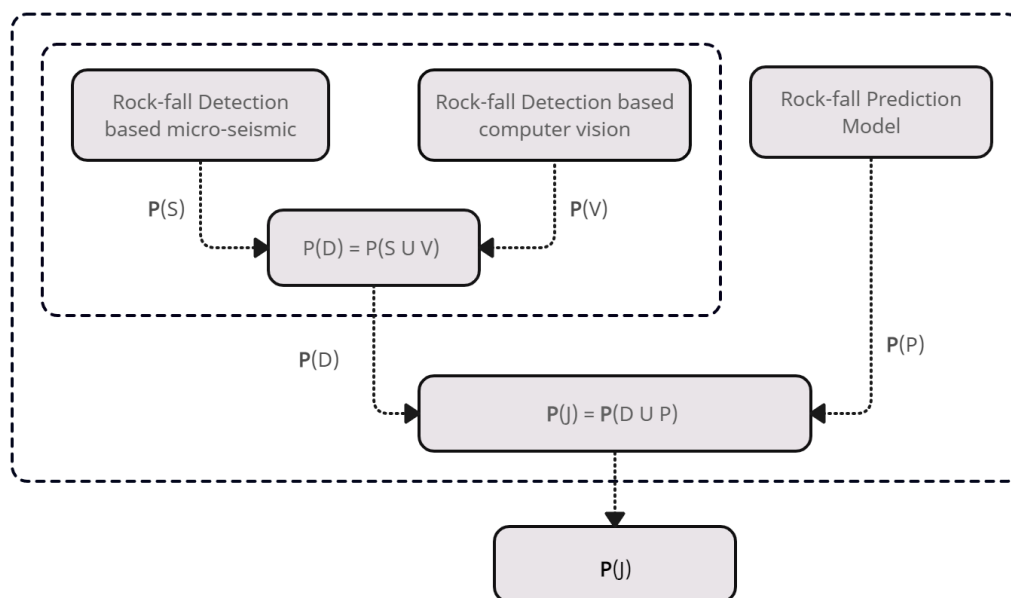 Rock-fall Detection
based micro-seismic
Rock-fall Detection based
computer vision
Rock-fall Prediction
Model
P(S)
P(V)
P(D) = P(S U V)
P(D)
P(P)
P(J) = P(D U P)
P(J)